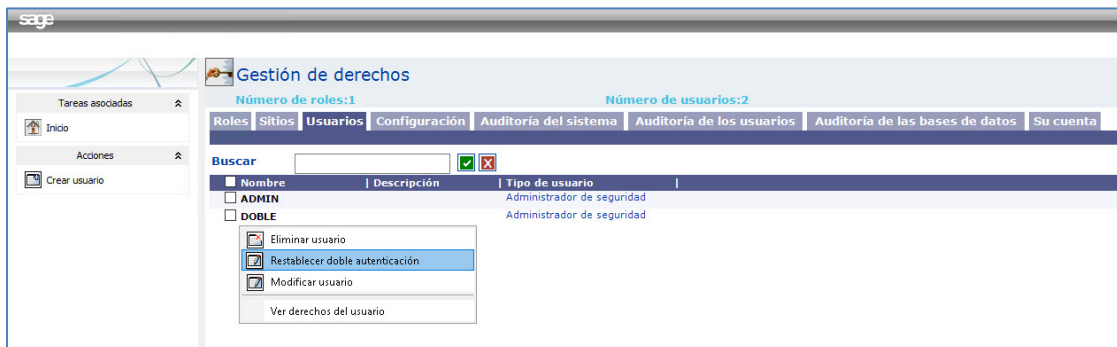 sage
Gestión de derechos
Tareas asociadas
Número de roles:1 Número de usuarios:2
Inicio
Roles Sitios Usuarios Configuración Auditoría del sistema Auditoría de los usuarios Auditoría de las bases de datos Su cuenta
Acciones
Buscar
Crear usuario
Nombre | Descripción | Tipo de usuario |
ADMIN Administrador de seguridad
DOBLE Administrador de seguridad
Eliminar usuario
Restablecer doble autenticación
Modificar usuario
Ver derechos del usuario